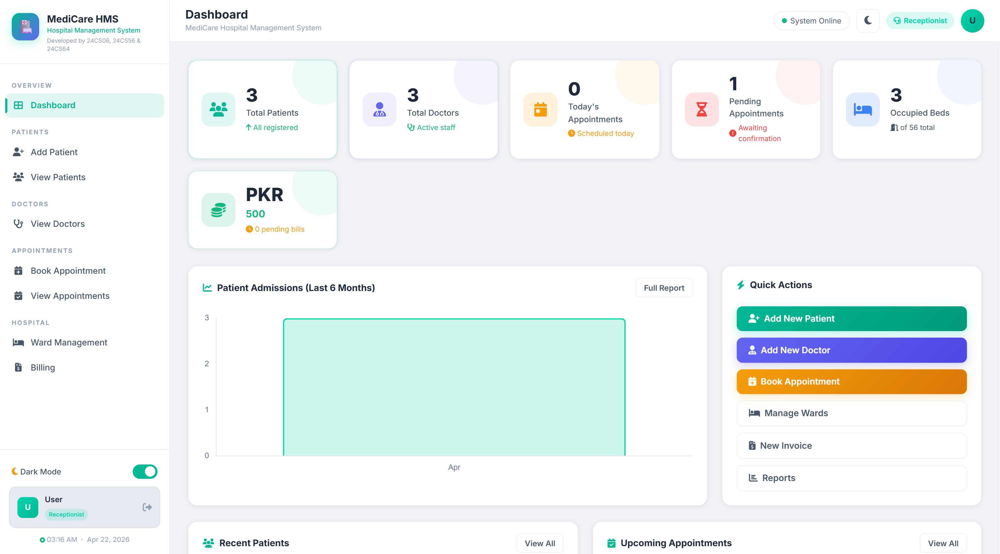 MediCare HMS
Hospital Management System
Developed by 24CS06, 24CS56 &
24CS64
OVERVIEW
Dashboard
PATIENTS
Add Patient
View Patients
DOCTORS
View Doctors
APPOINTMENTS
Book Appointment
View Appointments
HOSPITAL
Ward Management
Billing
Dark Mode
U
User
Receptionist
03:16 AM · Apr 22, 2026
Dashboard
MediCare Hospital Management System
System Online
Receptionist
U
3
Total Patients
All registered
3
Total Doctors
Active staff
0
Today's
Appointments
Scheduled today
1
Pending
Appointments
Awaiting
confirmation
3
Occupied Beds
of 56 total
PKR
500
0 pending bills
Patient Admissions (Last 6 Months)
Full Report
3
2
1
0
Apr
Quick Actions
Add New Patient
Add New Doctor
Book Appointment
Manage Wards
New Invoice
Reports
Recent Patients
View All
Upcoming Appointments
View All